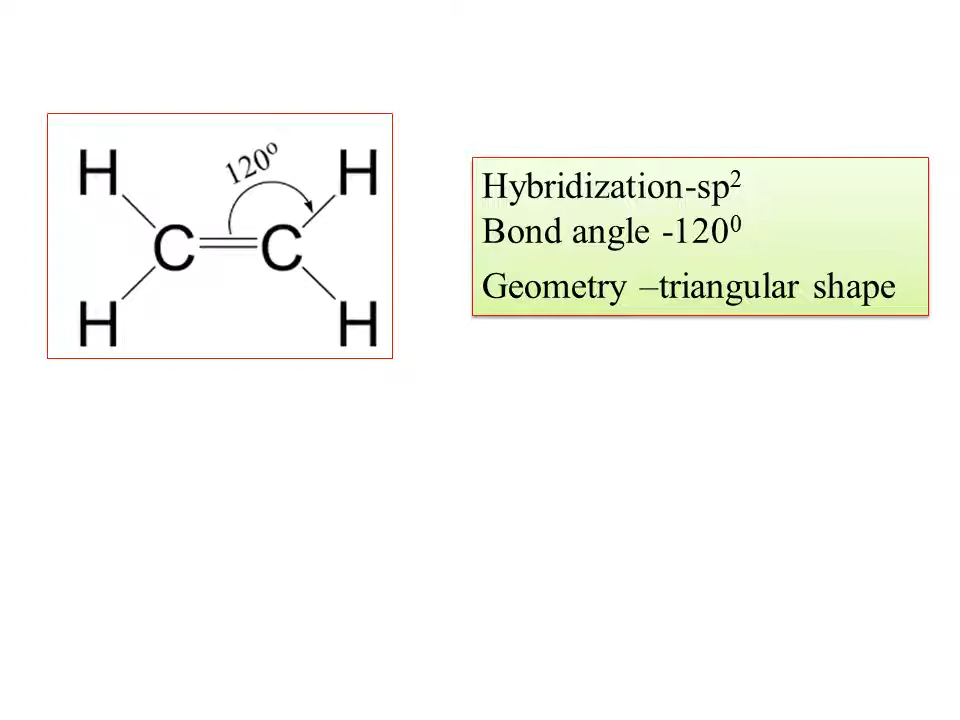 120º
H H
C C
H H
Hybridization-sp²
Bond angle -120⁰
Geometry –triangular shape